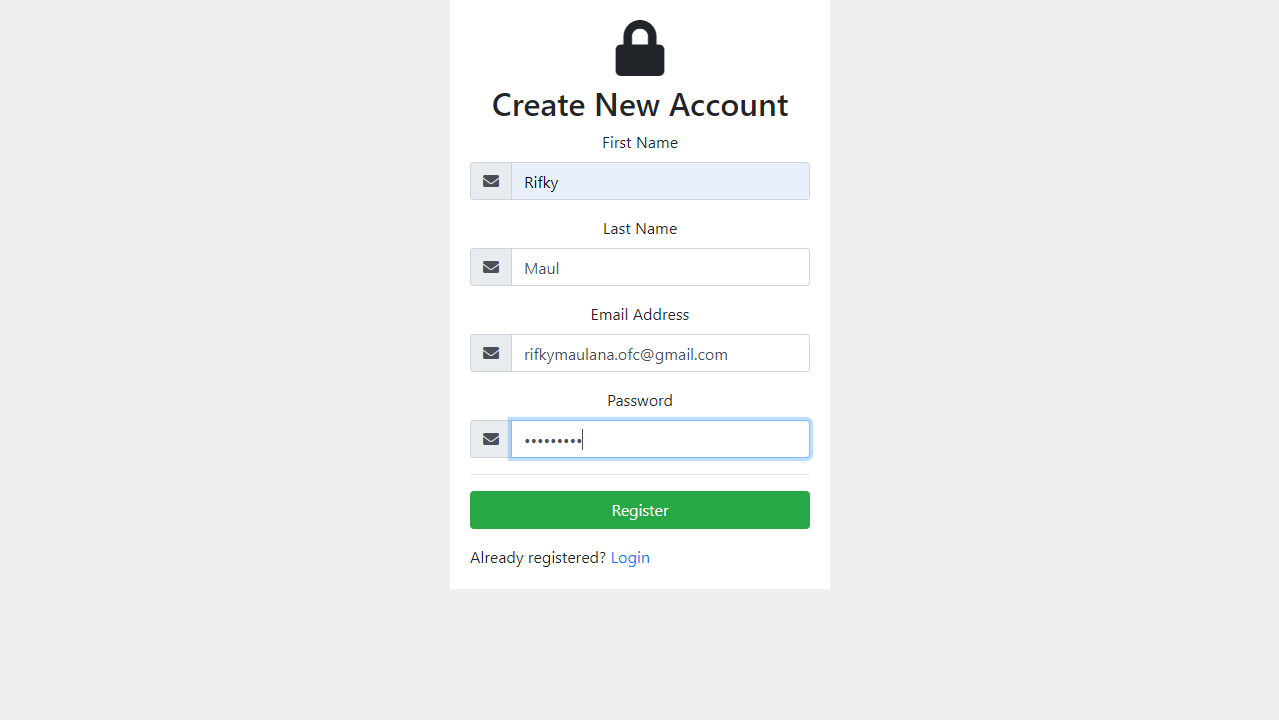 Create New Account
First Name
Rifky
Last Name
Maul
Email Address
rifkymaulana.ofc@gmail.com
Password
•••••••••
Register
Already registered? Login